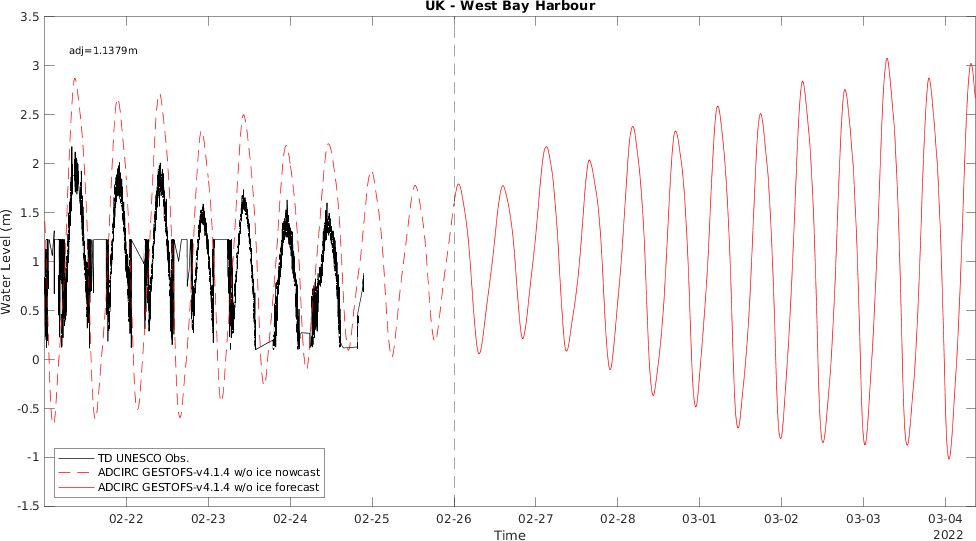 UK - West Bay Harbour
adj=1.1379m
3.5
3
2.5
2
1.5
1
0.5
0
-0.5
-1
-1.5
Water Level (m)
TD UNESCO Obs.
ADCIRC GESTOFS-v4.1.4 w/o ice nowcast
ADCIRC GESTOFS-v4.1.4 w/o ice forecast
02-22 02-23 02-24 02-25 02-26 02-27 02-28 03-01 03-02 03-03 03-04
Time
2022